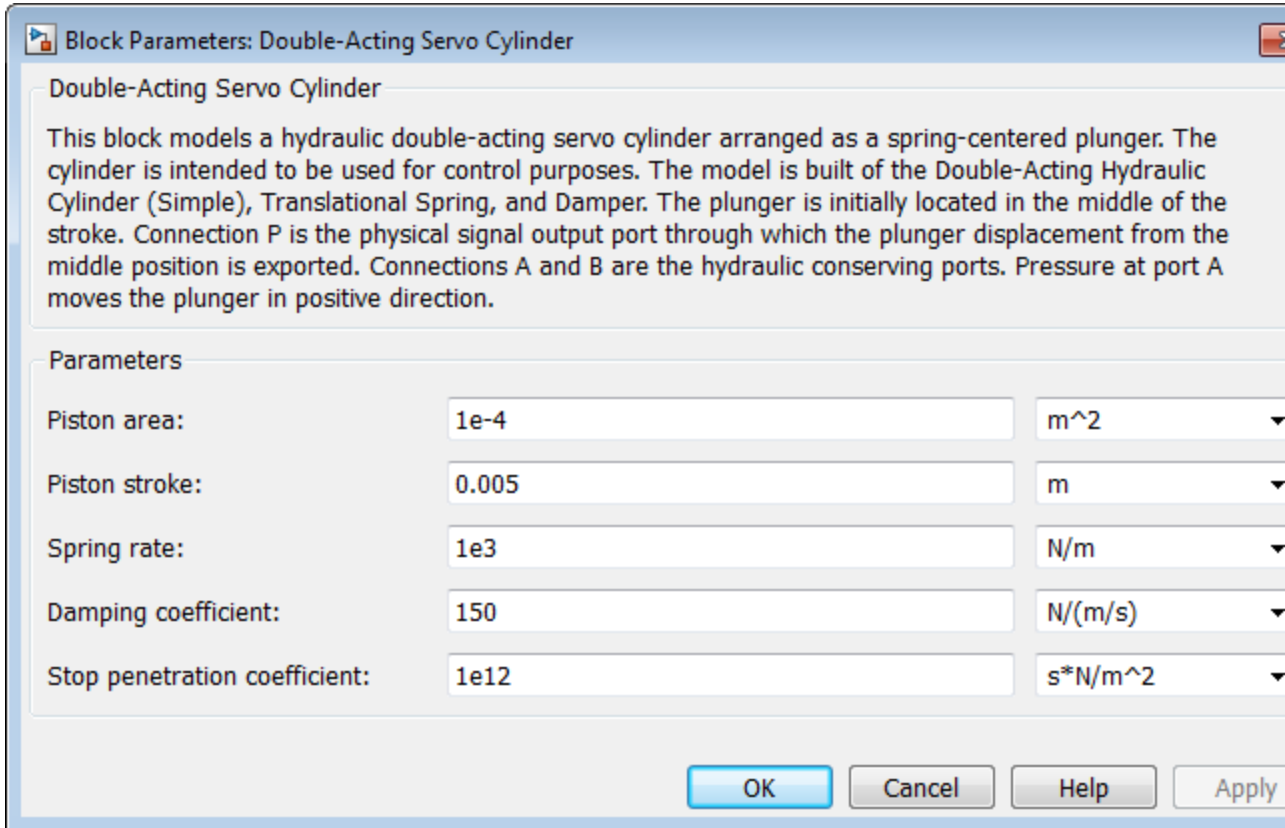 Block Parameters: Double-Acting Servo Cylinder
Double-Acting Servo Cylinder
This block models a hydraulic double-acting servo cylinder arranged as a spring-centered plunger. The
cylinder is intended to be used for control purposes. The model is built of the Double-Acting Hydraulic
Cylinder (Simple), Translational Spring, and Damper. The plunger is initially located in the middle of the
stroke. Connection P is the physical signal output port through which the plunger displacement from the
middle position is exported. Connections A and B are the hydraulic conserving ports. Pressure at port A
moves the plunger in positive direction.
Parameters
Piston area: 1e-4 m^2
Piston stroke: 0.005 m
Spring rate: 1e3 N/m
Damping coefficient: 150 N/(m/s)
Stop penetration coefficient: 1e12 s*N/m^2
OK Cancel Help Apply